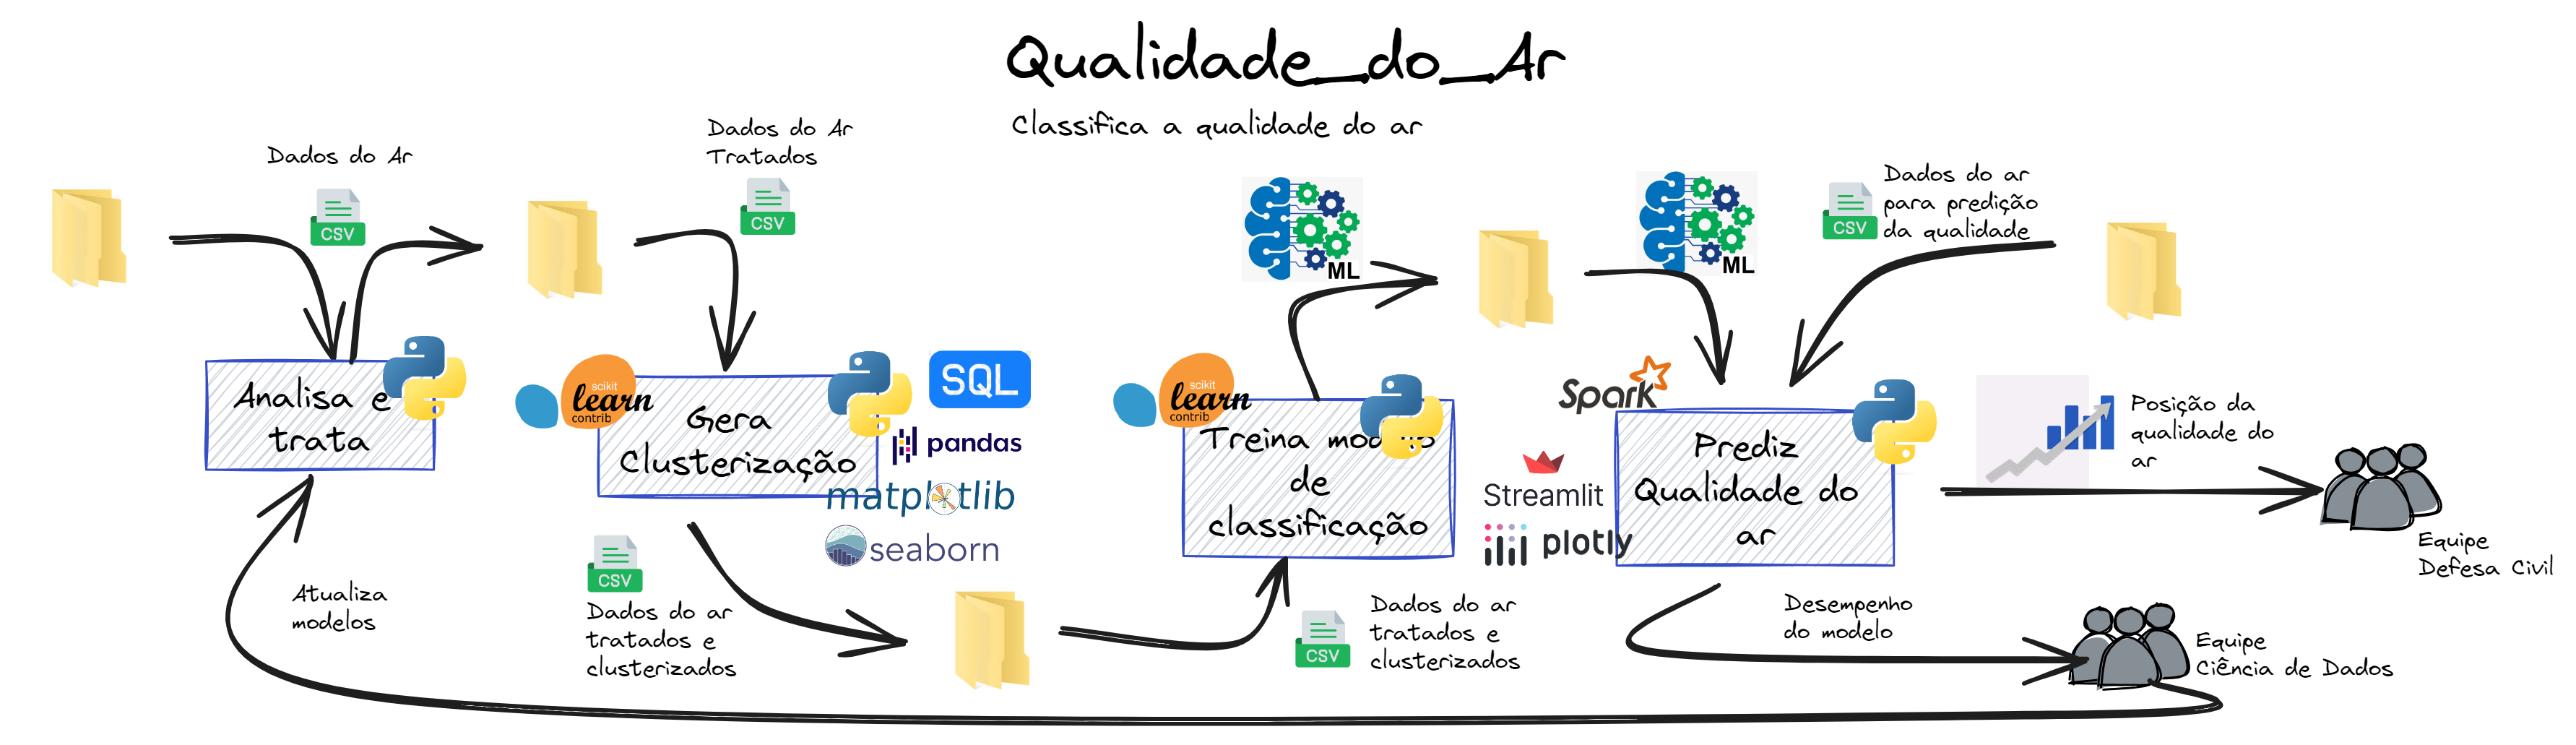 Qualidade_do_Ar
Classifica a qualidade do ar
Dados do Ar
CSV
Dados do Ar
Tratados
CSV
ML
ML
CSV
Dados do ar
para predição
da qualidade
Analisa e
trata
scikit
learn
contrib
Gera
Clusterização
SQL
pandas
matplotlib
seaborn
scikit
learn
contrib
Treina modelo
de
classificação
Spark
Streamlit
plotly
Prediz
Qualidade do
ar
Posição da
qualidade do
ar
Equipe
Defesa Civil
Atualiza
modelos
CSV
Dados do ar
tratados e
clusterizados
CSV
Dados do ar
tratados e
clusterizados
Desempenho
do modelo
Equipe
Ciência de Dados